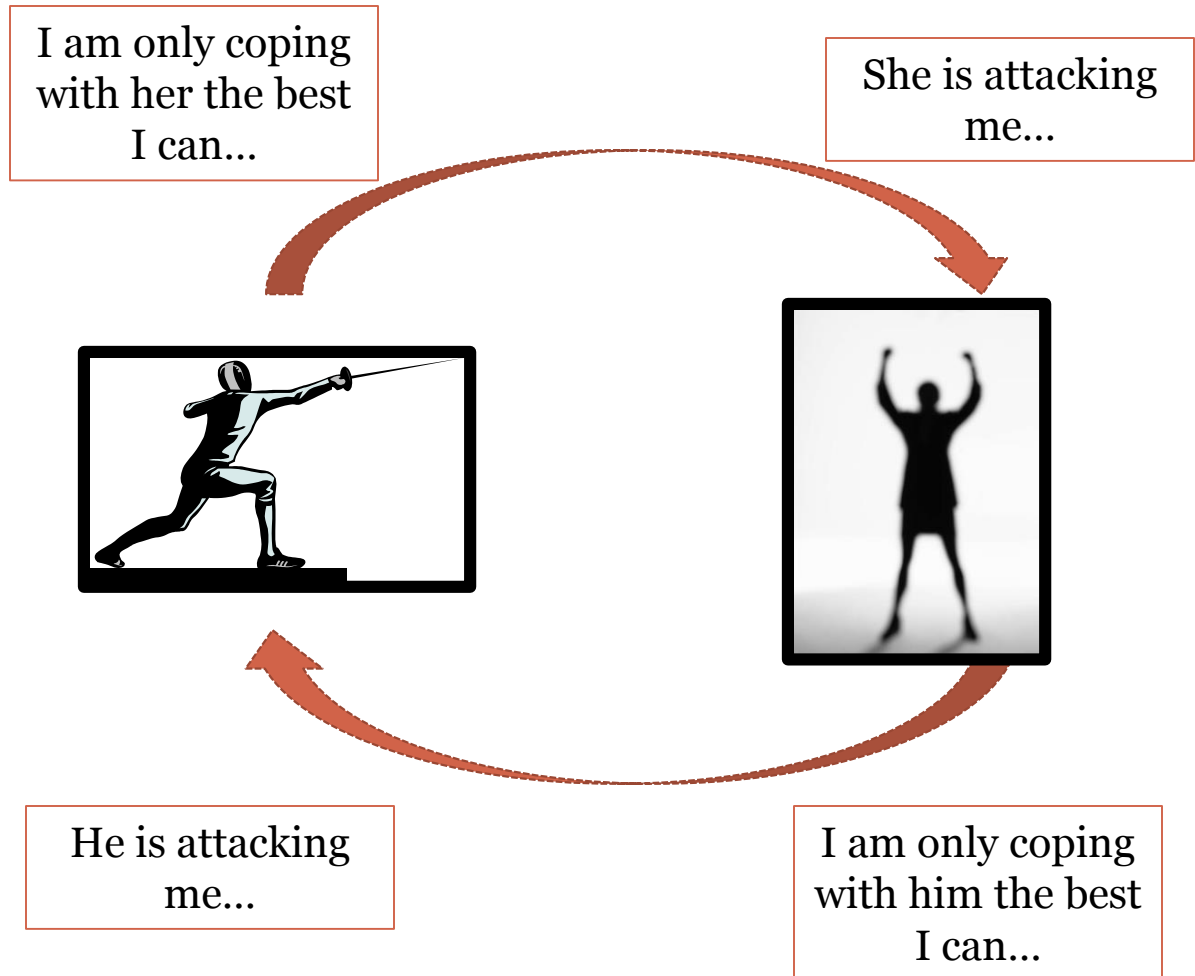 I am only coping
with her the best
I can...
She is attacking
me...
He is attacking
me...
I am only coping
with him the best
I can...